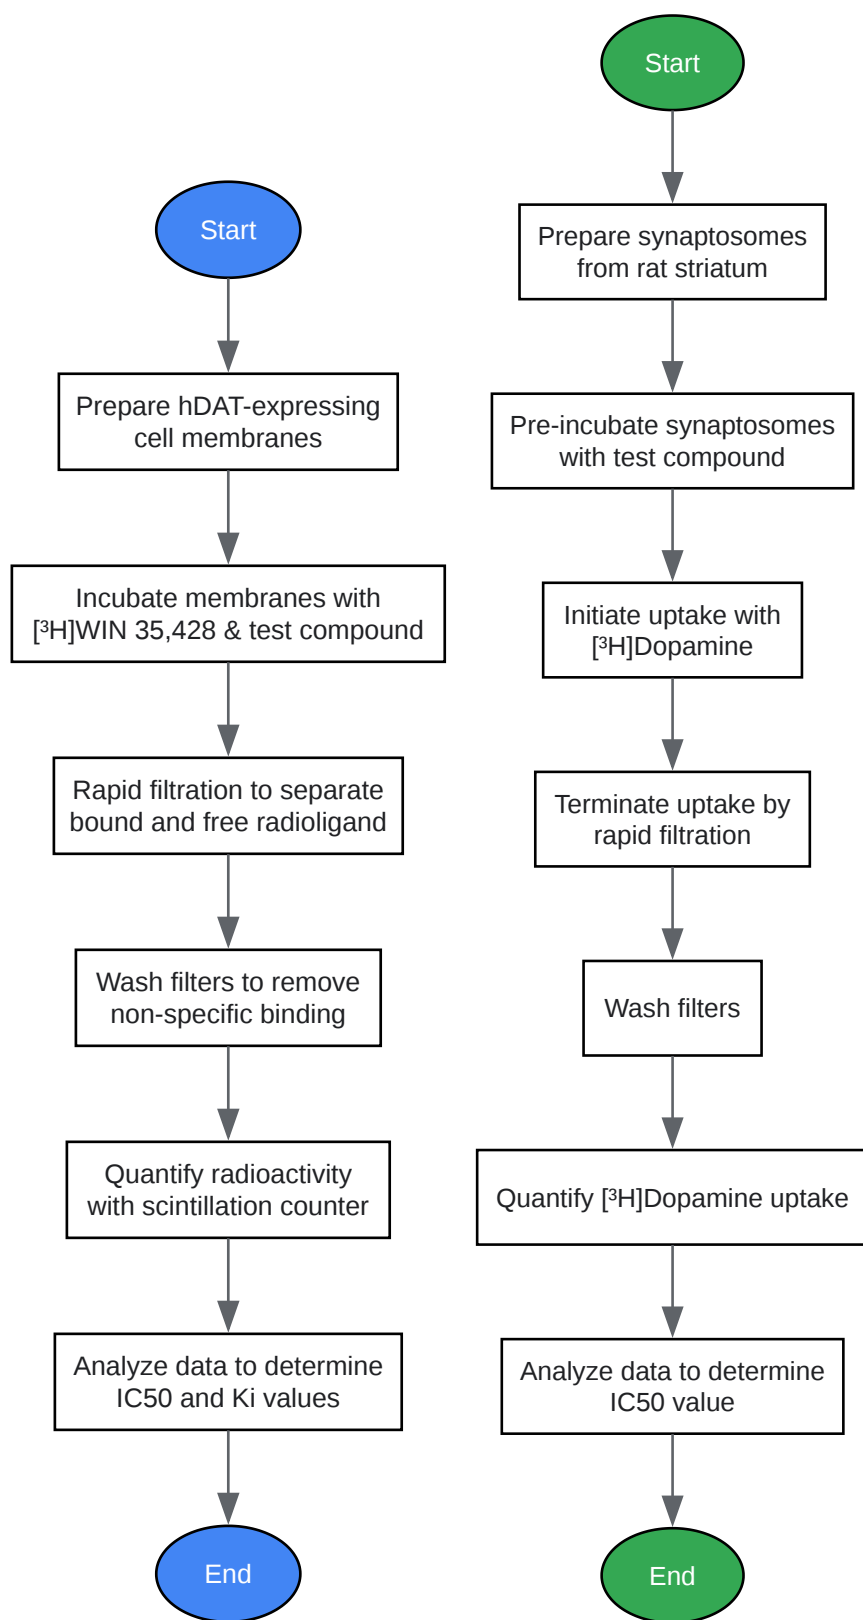 Start
Prepare hDAT-expressing
cell membranes
Incubate membranes with
[³H]WIN 35,428 & test compound
Rapid filtration to separate
bound and free radioligand
Wash filters to remove
non-specific binding
Quantify radioactivity
with scintillation counter
Analyze data to determine
IC50 and Ki values
End
Start
Prepare synaptosomes
from rat striatum
Pre-incubate synaptosomes
with test compound
Initiate uptake with
[³H]Dopamine
Terminate uptake by
rapid filtration
Wash filters
Quantify [³H]Dopamine uptake
Analyze data to determine
IC50 value
End